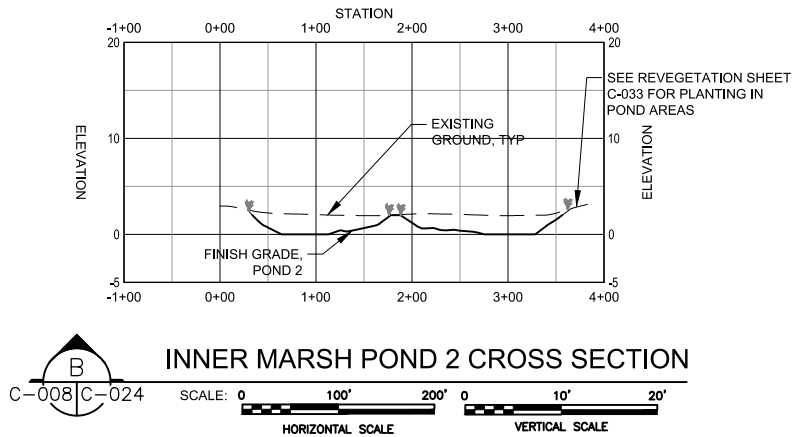 STATION
-1+00 0+00 1+00 2+00 3+00 4+00
20 20
SEE REVEGETATION SHEET
C-033 FOR PLANTING IN
POND AREAS
EXISTING
GROUND, TYP
10 10
ELEVATION
ELEVATION
0 0
FINISH GRADE,
POND 2
-5 -5
-1+00 0+00 1+00 2+00 3+00 4+00
B
C-008 C-024
INNER MARSH POND 2 CROSS SECTION
SCALE: 0 100' 200' 0 10' 20'
HORIZONTAL SCALE VERTICAL SCALE